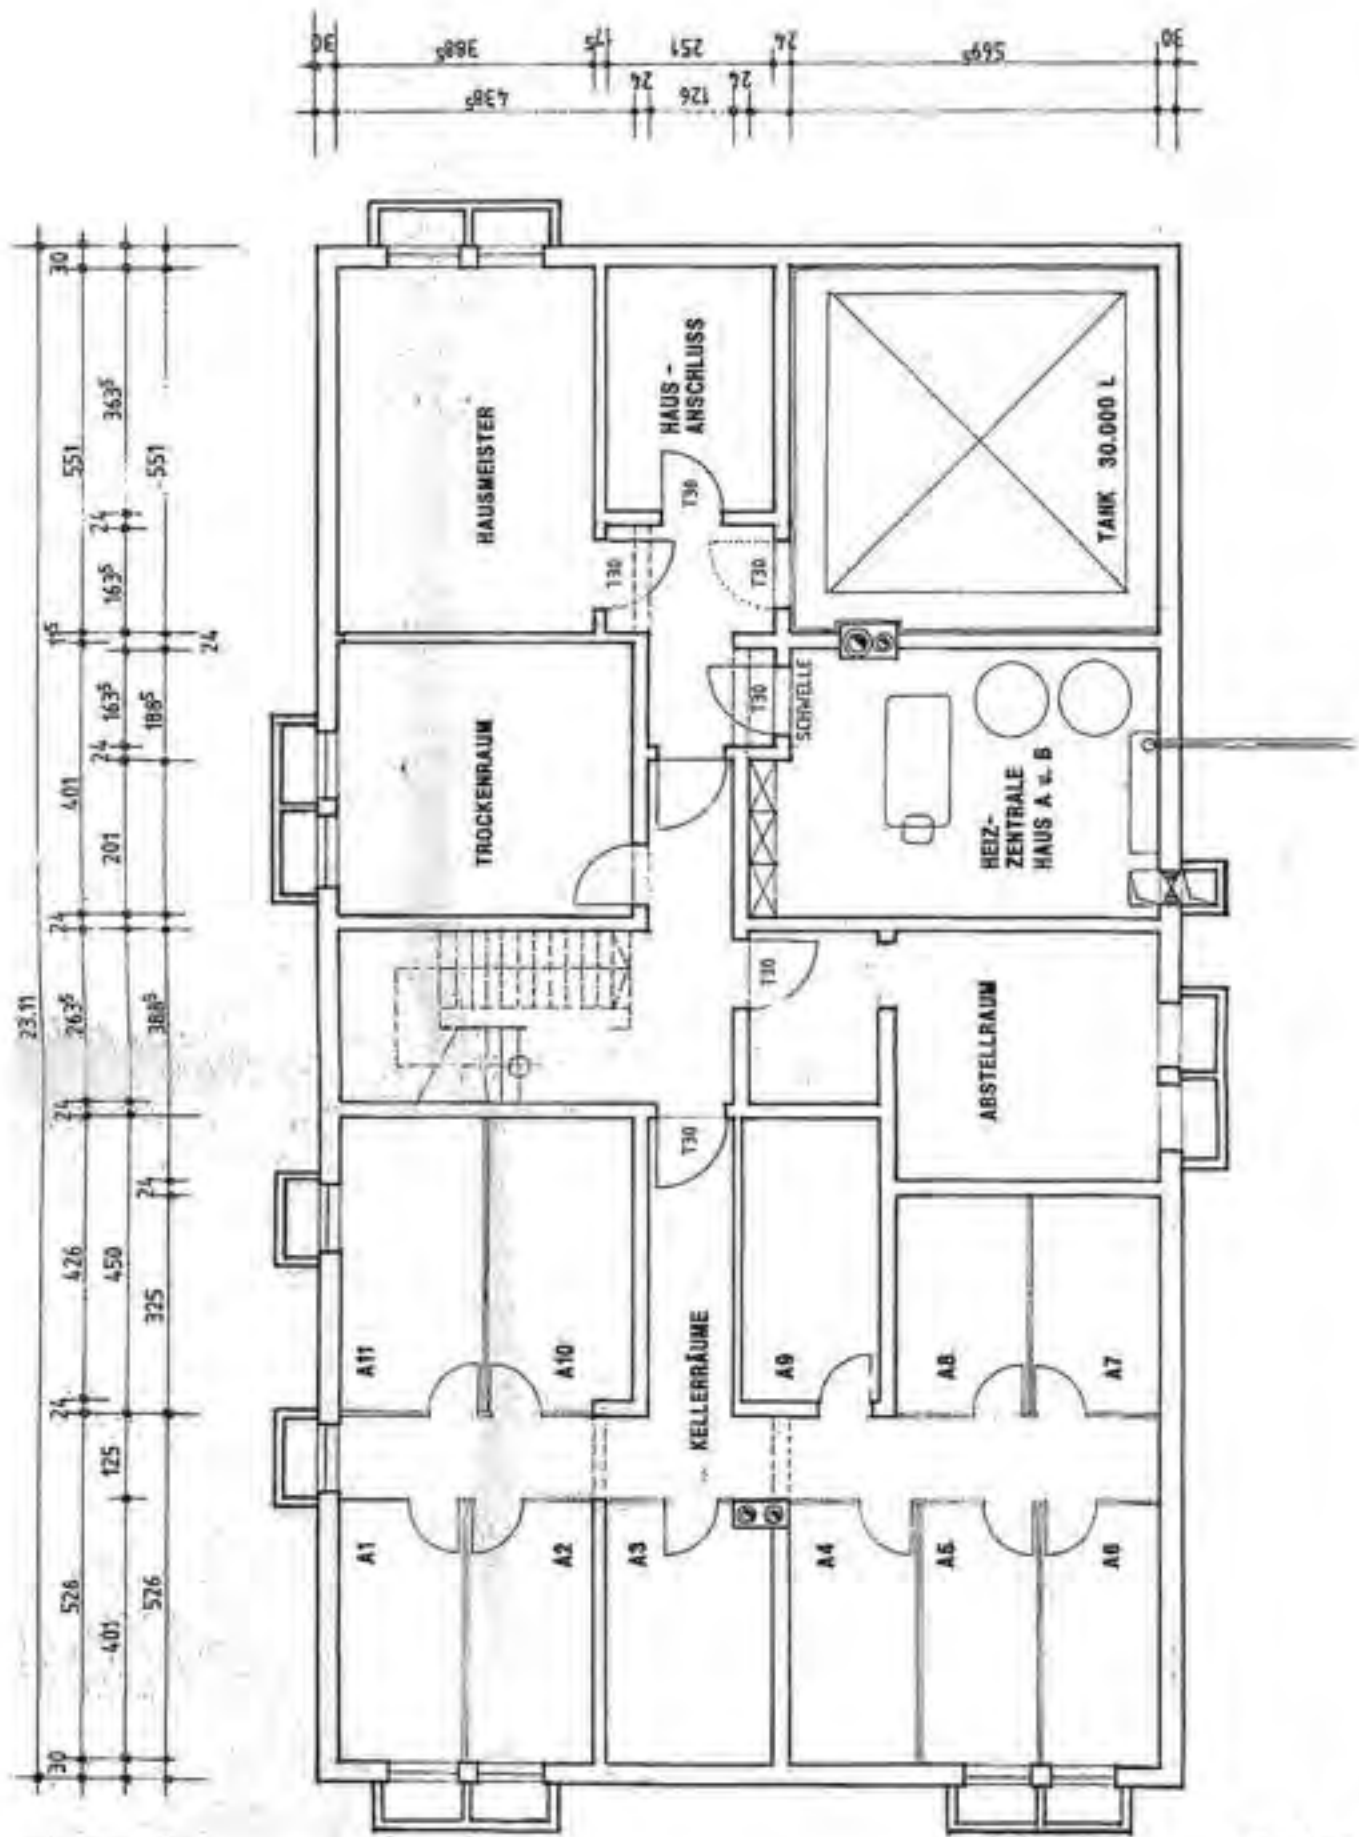 30
388⁵
17⁵
251
24
569⁵
30
438⁵
24
126
24
23.11
30
551
11⁵
401
24
263⁵
24
426
24
526
30
363⁵
24
163⁵
163⁵
24
201
450
125
401
551
24
188⁵
388⁵
24
325
526
HAUSMEISTER
HAUS -
ANSCHLUSS
TANK 30.000 L
T30
T30
T30
T30
SCHWELLE
TROCKENRAUM
HEIZ-
ZENTRALE
HAUS A u. B
T30
ABSTELLRAUM
T30
A11
A10
KELLERRÄUME
A9
A8
A7
A1
A2
A3
A4
A5
A6